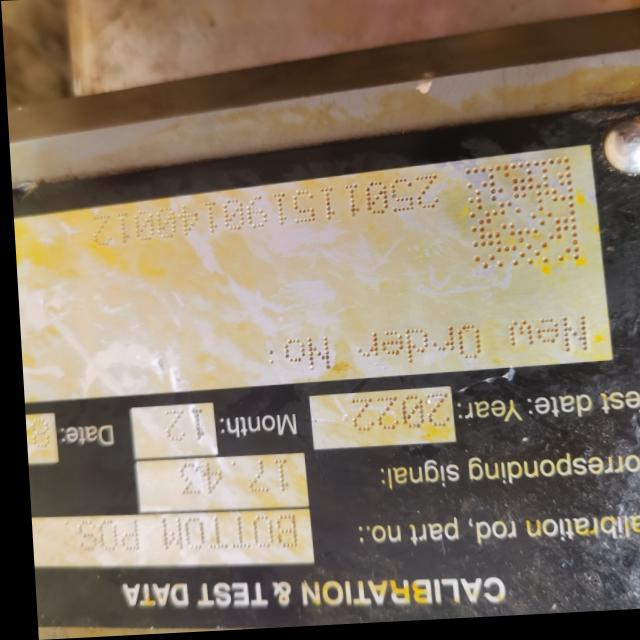 CALIBRATION & TEST DATA
alibration rod, part no.: BOTTOM POS.
orresponding signal: 17.43
est date: Year: 2022 Month: 12 Date:
New Order No:
250115190140012